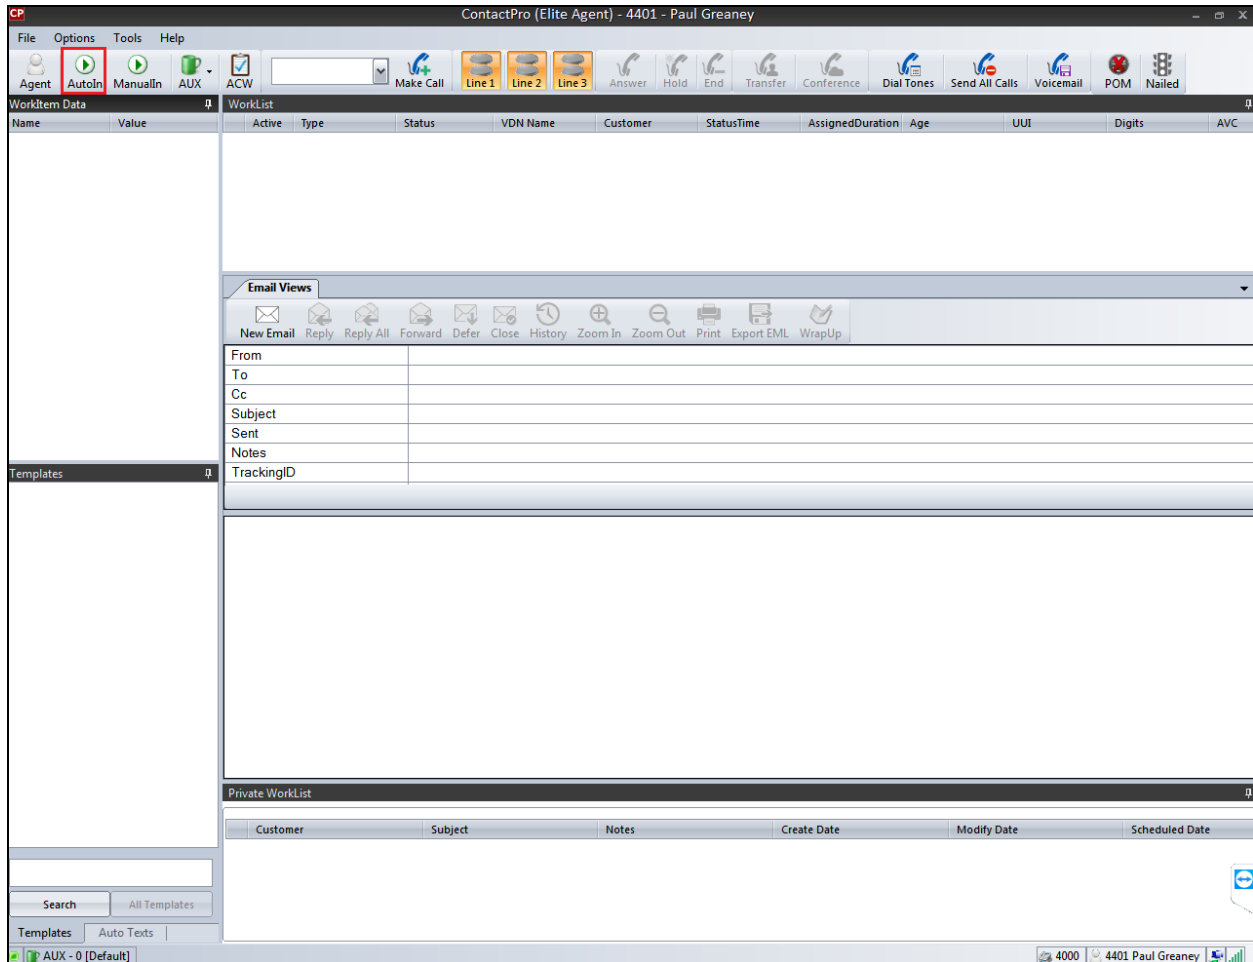 CP ContactPro (Elite Agent) - 4401 - Paul Greaney
File Options Tools Help
Agent AutoIn ManualIn AUX ACW Make Call Line 1 Line 2 Line 3 Answer Hold End Transfer Conference Dial Tones Send All Calls Voicemail POM Nailed
WorkItem Data
Name Value
WorkList
Active Type Status VDN Name Customer StatusTime AssignedDuration Age UUI Digits AVC
Email Views
New Email Reply Reply All Forward Defer Close History Zoom In Zoom Out Print Export EML WrapUp
From
To
Cc
Subject
Sent
Notes
TrackingID
Templates
Private WorkList
Customer Subject Notes Create Date Modify Date Scheduled Date
Search All Templates
Templates Auto Texts
AUX - 0 [Default] 4000 4401 Paul Greaney